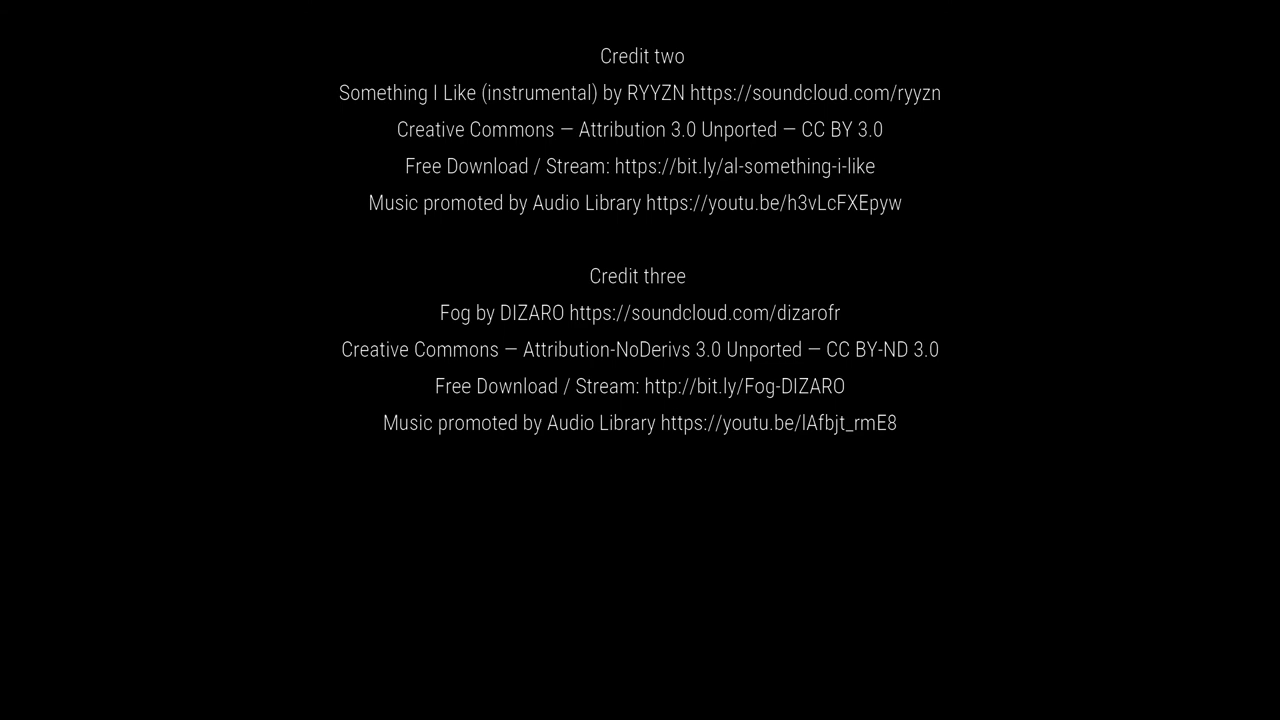 Credit two
Something I Like (instrumental) by RYYZN https://soundcloud.com/ryyzn
Creative Commons — Attribution 3.0 Unported — CC BY 3.0
Free Download / Stream: https://bit.ly/al-something-i-like
Music promoted by Audio Library https://youtu.be/h3vLcFXEpyw
Credit three
Fog by DIZARO https://soundcloud.com/dizarofr
Creative Commons — Attribution-NoDerivs 3.0 Unported — CC BY-ND 3.0
Free Download / Stream: http://bit.ly/Fog-DIZARO
Music promoted by Audio Library https://youtu.be/lAfbjt_rmE8